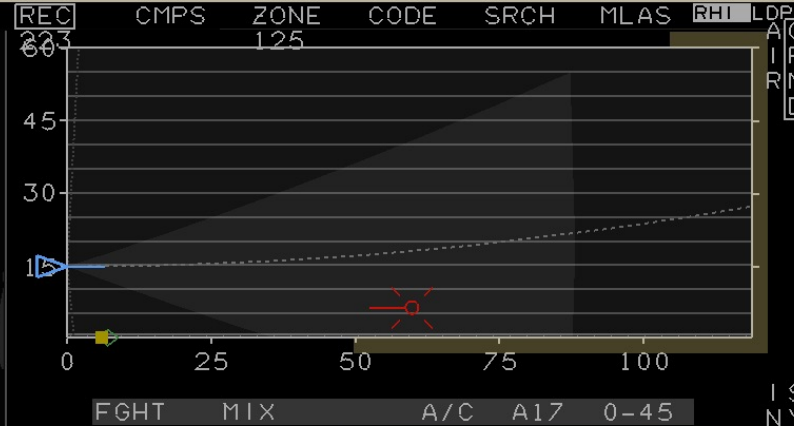 REC CMPS ZONE CODE SRCH MLAS RHI LDP
223 125
60
45
30
15
0 25 50 75 100
FGHT MIX A/C A17 0-45